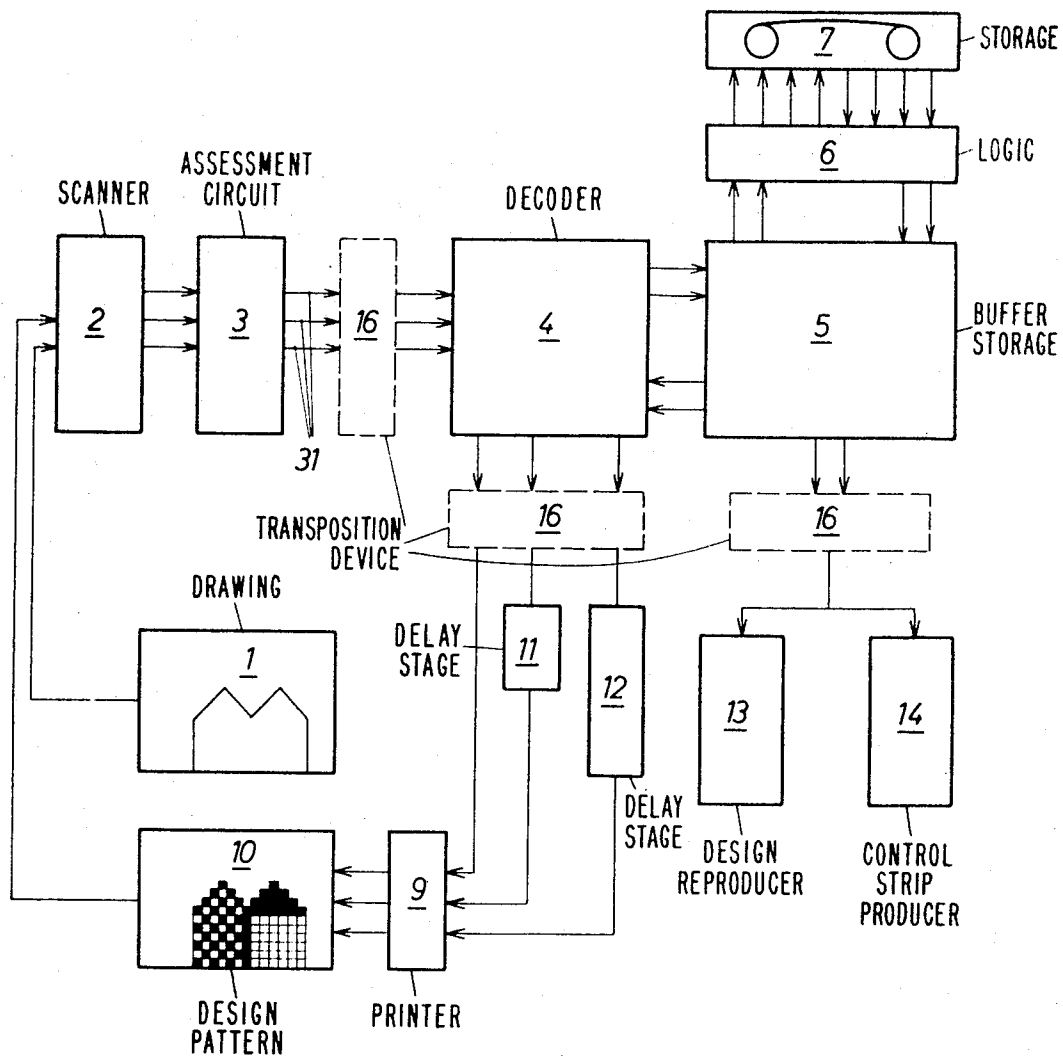 7
STORAGE
6
LOGIC
ASSESSMENT
CIRCUIT
SCANNER
DECODER
2
3
16
4
5
BUFFER
STORAGE
31
16
16
TRANSPOSITION
DEVICE
DRAWING
1
DELAY
STAGE
11
12
13
14
DELAY
STAGE
DESIGN
REPRODUCER
CONTROL
STRIP
PRODUCER
10
9
DESIGN
PATTERN
PRINTER